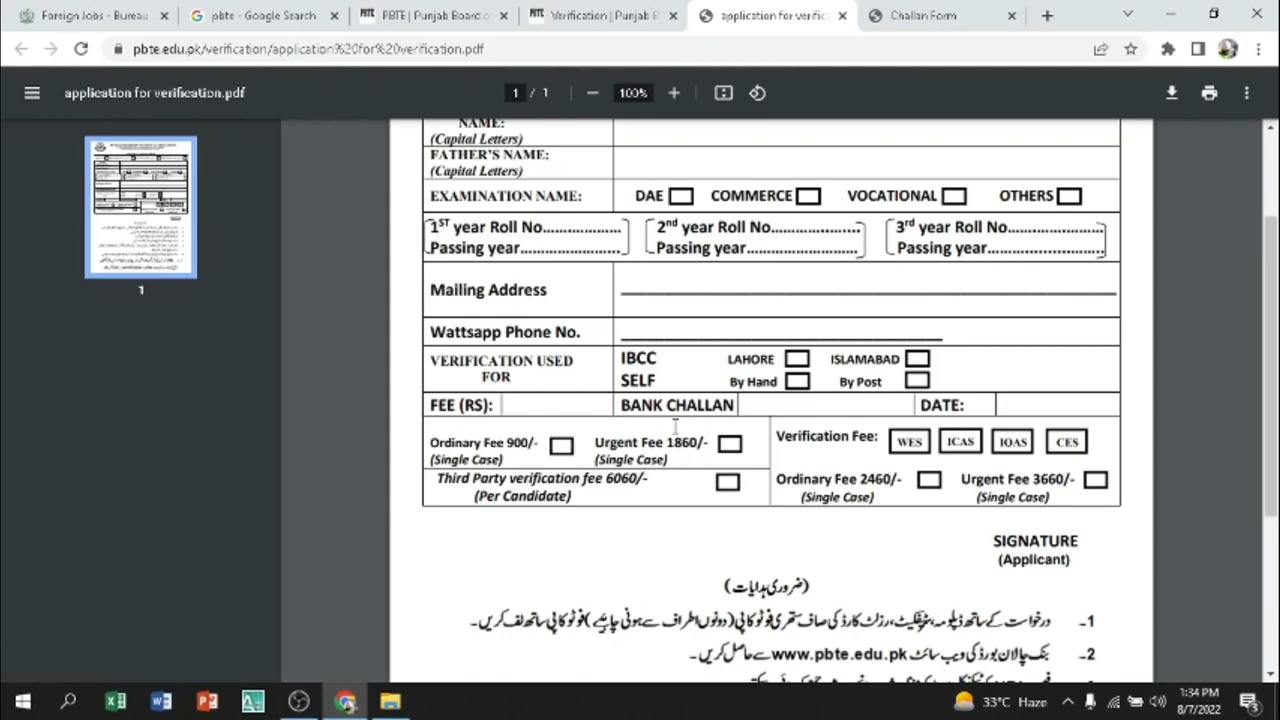 Foreign Jobs - Bureau
pbte - Google Search
PBTE | Punjab Board o
Verification | Punjab B
application for verific
Challan Form
pbte.edu.pk/verification/application%20for%20verification.pdf
application for verification.pdf
1 / 1
100%
NAME:
(Capital Letters)
FATHER'S NAME:
(Capital Letters)
EXAMINATION NAME: DAE COMMERCE VOCATIONAL OTHERS
1ST year Roll No................... 2nd year Roll No...................... 3rd year Roll No........................
Passing year........................ Passing year........................... Passing year.............................
Mailing Address
Wattsapp Phone No.
VERIFICATION USED FOR
IBCC LAHORE ISLAMABAD
SELF By Hand By Post
FEE (RS): BANK CHALLAN DATE:
Ordinary Fee 900/- Urgent Fee 1860/- Verification Fee: WES ICAS IOAS CES
(Single Case) (Single Case)
Third Party verification fee 6060/- Ordinary Fee 2460/- Urgent Fee 3660/-
(Per Candidate) (Single Case) (Single Case)
SIGNATURE
(Applicant)
(ضروری ہدایات)
1۔ درخواست کے ساتھ ڈپلومہ، سرٹیفکیٹ، رزلٹ کارڈ کی صاف ستھری فوٹو کاپی (دونوں اطراف سے ہونی چاہیئے) فوٹو کاپی ساتھ لف کریں۔
2۔ بنک چالان بورڈ کی ویب سائٹ www.pbte.edu.pk سے حاصل کریں۔
1
33°C Haze
1:34 PM
8/7/2022
3